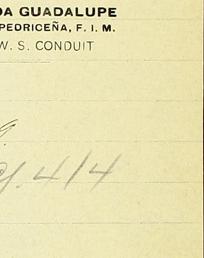 DA GUADALUPE
PEDRICEÑA, F. I. M.
W. S. CONDUIT
414